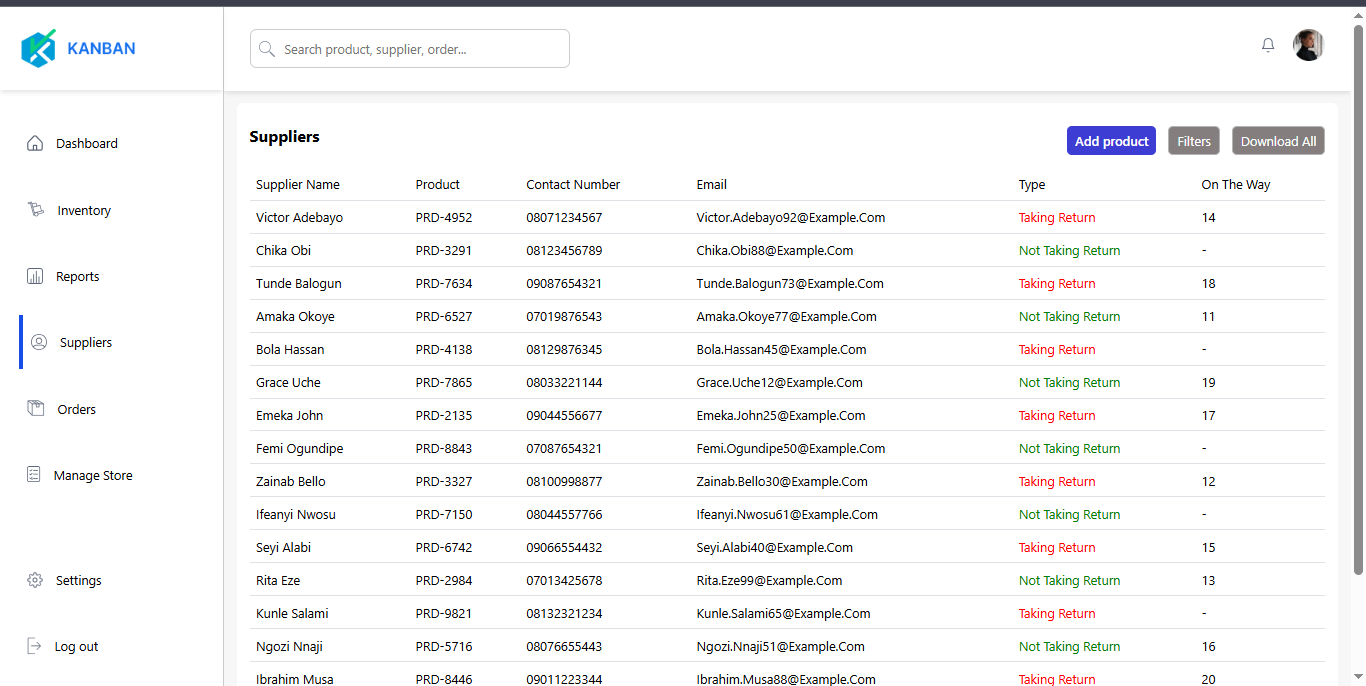 KANBAN
Search product, supplier, order...
Dashboard
Inventory
Reports
Suppliers
Orders
Manage Store
Settings
Log out
Suppliers
Add product Filters Download All
Supplier Name Product Contact Number Email Type On The Way
Victor Adebayo PRD-4952 08071234567 Victor.Adebayo92@Example.Com Taking Return 14
Chika Obi PRD-3291 08123456789 Chika.Obi88@Example.Com Not Taking Return -
Tunde Balogun PRD-7634 09087654321 Tunde.Balogun73@Example.Com Taking Return 18
Amaka Okoye PRD-6527 07019876543 Amaka.Okoye77@Example.Com Not Taking Return 11
Bola Hassan PRD-4138 08129876345 Bola.Hassan45@Example.Com Taking Return -
Grace Uche PRD-7865 08033221144 Grace.Uche12@Example.Com Not Taking Return 19
Emeka John PRD-2135 09044556677 Emeka.John25@Example.Com Taking Return 17
Femi Ogundipe PRD-8843 07087654321 Femi.Ogundipe50@Example.Com Not Taking Return -
Zainab Bello PRD-3327 08100998877 Zainab.Bello30@Example.Com Taking Return 12
Ifeanyi Nwosu PRD-7150 08044557766 Ifeanyi.Nwosu61@Example.Com Not Taking Return -
Seyi Alabi PRD-6742 09066554432 Seyi.Alabi40@Example.Com Taking Return 15
Rita Eze PRD-2984 07013425678 Rita.Eze99@Example.Com Not Taking Return 13
Kunle Salami PRD-9821 08132321234 Kunle.Salami65@Example.Com Taking Return -
Ngozi Nnaji PRD-5716 08076655443 Ngozi.Nnaji51@Example.Com Not Taking Return 16
Ibrahim Musa PRD-8446 09011223344 Ibrahim.Musa88@Example.Com Taking Return 20